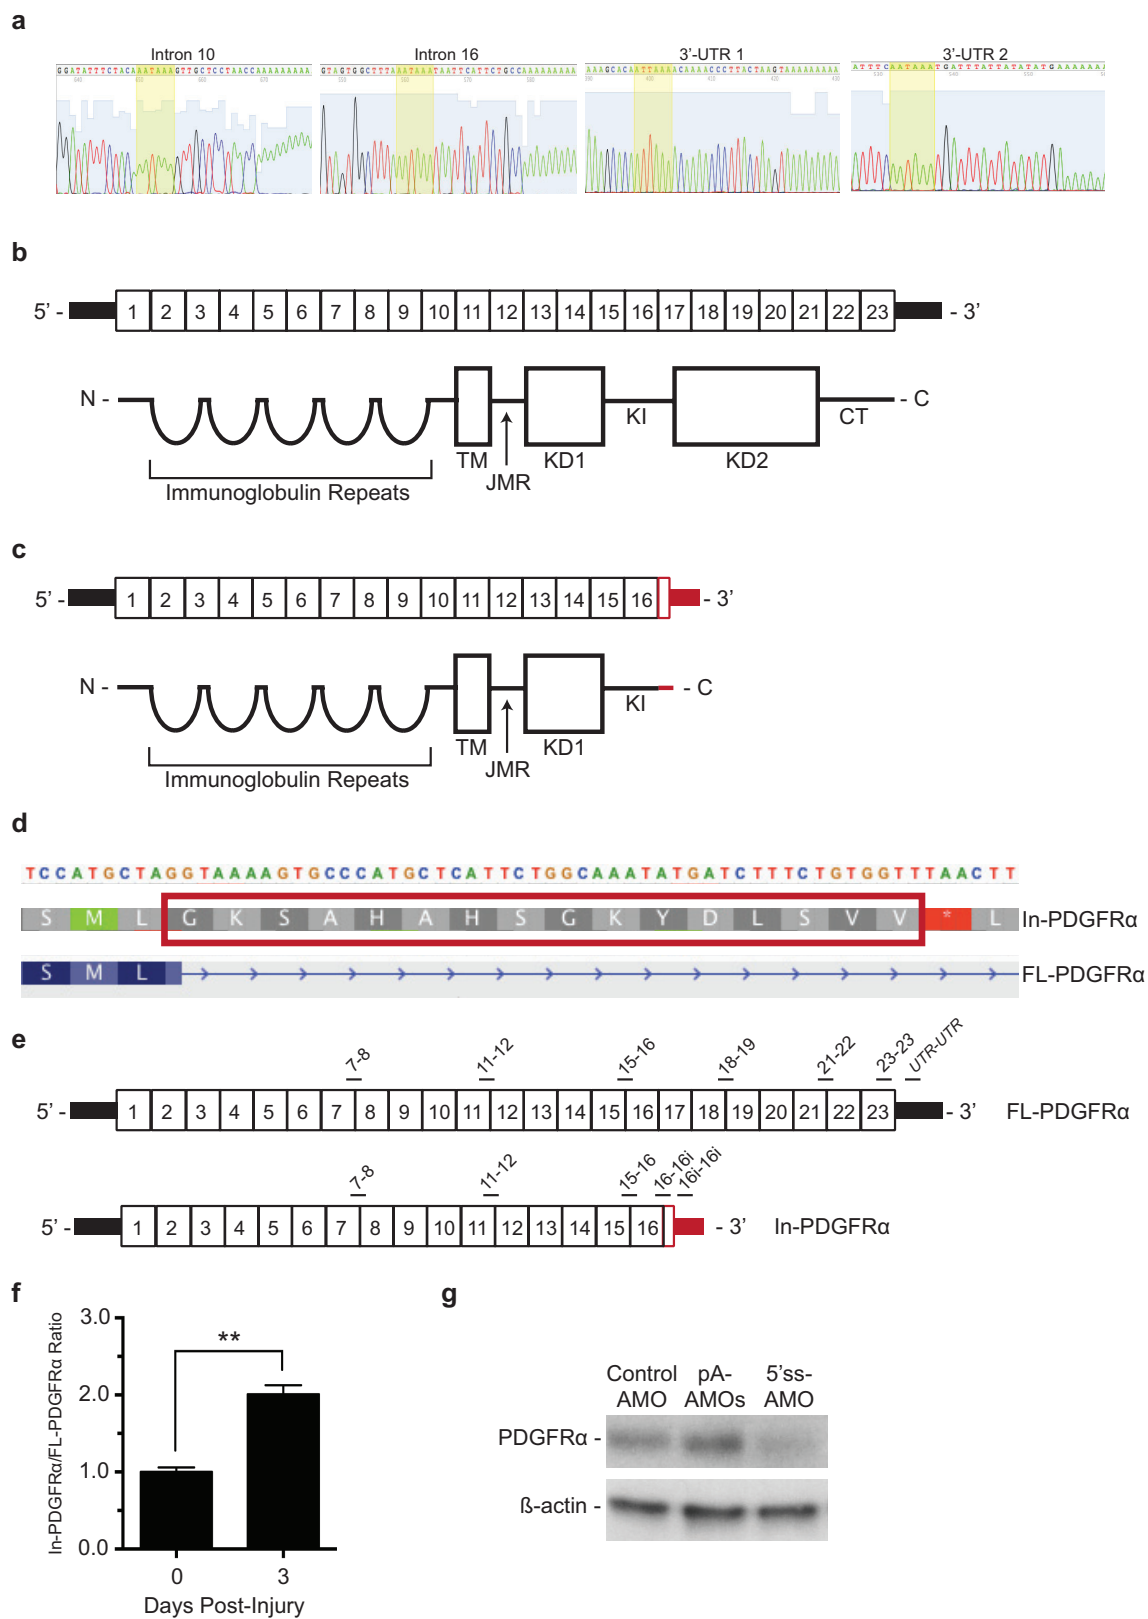 a
Intron 10
Intron 16
3'-UTR 1
3'-UTR 2
GGATATTTCTACAAATAAAGTTGCTCCTAACCAAAAAAAAA
GTAGTGGCTTTAAATAAATAATTCATTCTGCCAAAAAAAA
AAAGCACAATTAAAACAAAACCCTTACTAAGTAAAAAAAAA
ATTTCAATAAATGATTTATTATATATGAAAAAAA
b
5' - 1 2 3 4 5 6 7 8 9 10 11 12 13 14 15 16 17 18 19 20 21 22 23 - 3'
N - - C
TM JMR KD1 KI KD2 CT
Immunoglobulin Repeats
c
5' - 1 2 3 4 5 6 7 8 9 10 11 12 13 14 15 16 - 3'
N - - C
TM JMR KD1 KI
Immunoglobulin Repeats
d
TCCATGCTAGGTAAAAGTGCCCATGCTCATTCTGGCAAATATGATCTTTCTGTGGTTTAACTT
S M L G K S A H A H S G K Y D L S V V * L In-PDGFRα
S M L FL-PDGFRα
e
7-8 11-12 15-16 18-19 21-22 23-23 UTR-UTR
5' - 1 2 3 4 5 6 7 8 9 10 11 12 13 14 15 16 17 18 19 20 21 22 23 - 3' FL-PDGFRα
7-8 11-12 15-16 16-16i 16i-16i
5' - 1 2 3 4 5 6 7 8 9 10 11 12 13 14 15 16 - 3' In-PDGFRα
f
In-PDGFRα/FL-PDGFRα Ratio
3.0
2.0
1.0
0.0
**
0 3
Days Post-Injury
g
Control AMO
pA-AMOs
5'ss-AMO
PDGFRα -
ß-actin -